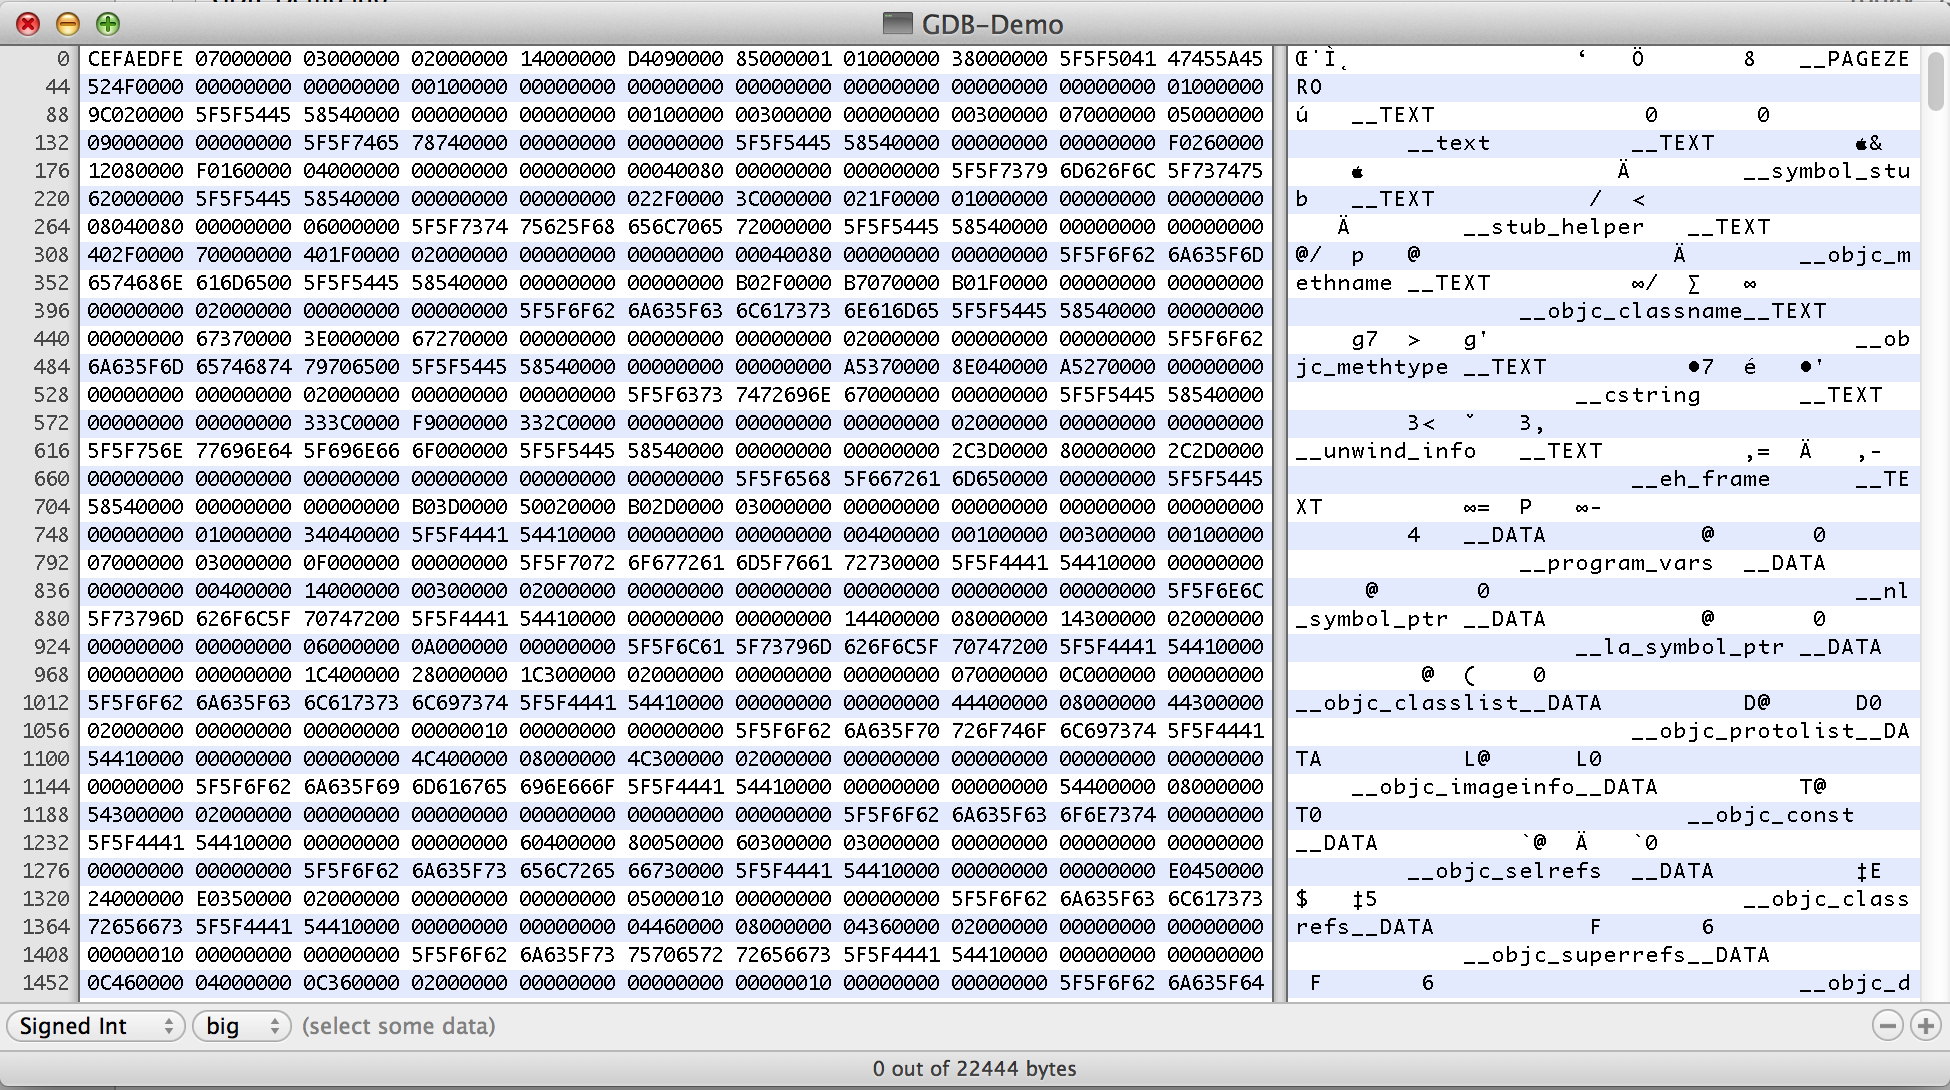 GDB-Demo
0 CEFAEDFE 07000000 03000000 02000000 14000000 D4090000 85000001 01000000 38000000 5F5F5041 47455A45 Œ˙Ì˛ ‘ Ö 8 __PAGEZE
44 524F0000 00000000 00000000 00100000 00000000 00000000 00000000 00000000 00000000 00000000 01000000 RO
88 9C020000 5F5F5445 58540000 00000000 00000000 00100000 00300000 00000000 00300000 07000000 05000000 ú __TEXT 0 0
132 09000000 00000000 5F5F7465 78740000 00000000 00000000 5F5F5445 58540000 00000000 00000000 F0260000 __text __TEXT &
176 12080000 F0160000 04000000 00000000 00000000 00040080 00000000 00000000 5F5F7379 6D626F6C 5F737475  Ä __symbol_stu
220 62000000 5F5F5445 58540000 00000000 00000000 022F0000 3C000000 021F0000 01000000 00000000 00000000 b __TEXT / <
264 08040080 00000000 06000000 5F5F7374 75625F68 656C7065 72000000 5F5F5445 58540000 00000000 00000000 Ä __stub_helper __TEXT
308 402F0000 70000000 401F0000 02000000 00000000 00000000 00040080 00000000 00000000 5F5F6F62 6A635F6D @/ p @ Ä __objc_m
352 6574686E 616D6500 5F5F5445 58540000 00000000 00000000 B02F0000 B7070000 B01F0000 00000000 00000000 ethname __TEXT ∞/ ∑ ∞
396 00000000 02000000 00000000 00000000 5F5F6F62 6A635F63 6C617373 6E616D65 5F5F5445 58540000 00000000 __objc_classname__TEXT
440 00000000 67370000 3E000000 67270000 00000000 00000000 00000000 02000000 00000000 00000000 5F5F6F62 g7 > g' __ob
484 6A635F6D 65746874 79706500 5F5F5445 58540000 00000000 00000000 A5370000 8E040000 A5270000 00000000 jc_methtype __TEXT •7 é •'
528 00000000 00000000 02000000 00000000 00000000 5F5F6373 7472696E 67000000 00000000 5F5F5445 58540000 __cstring __TEXT
572 00000000 00000000 333C0000 F9000000 332C0000 00000000 00000000 00000000 02000000 00000000 00000000 3< ˘ 3,
616 5F5F756E 77696E64 5F696E66 6F000000 5F5F5445 58540000 00000000 00000000 2C3D0000 80000000 2C2D0000 __unwind_info __TEXT ,= Ä ,-
660 00000000 00000000 00000000 00000000 00000000 00000000 5F5F6568 5F667261 6D650000 00000000 5F5F5445 __eh_frame __TE
704 58540000 00000000 00000000 B03D0000 50020000 B02D0000 03000000 00000000 00000000 00000000 00000000 XT ∞= P ∞-
748 00000000 01000000 34040000 5F5F4441 54410000 00000000 00000000 00400000 00100000 00300000 00100000 4 __DATA @ 0
792 07000000 03000000 0F000000 00000000 5F5F7072 6F677261 6D5F7661 72730000 5F5F4441 54410000 00000000 __program_vars __DATA
836 00000000 00400000 14000000 00300000 02000000 00000000 00000000 00000000 00000000 00000000 5F5F6E6C @ 0 __nl
880 5F73796D 626F6C5F 70747200 5F5F4441 54410000 00000000 00000000 14400000 08000000 14300000 02000000 _symbol_ptr __DATA @ 0
924 00000000 00000000 06000000 0A000000 00000000 5F5F6C61 5F73796D 626F6C5F 70747200 5F5F4441 54410000 __la_symbol_ptr __DATA
968 00000000 00000000 1C400000 28000000 1C300000 02000000 00000000 00000000 07000000 0C000000 00000000 @ ( 0
1012 5F5F6F62 6A635F63 6C617373 6C697374 5F5F4441 54410000 00000000 00000000 44400000 08000000 44300000 __objc_classlist__DATA D@ D0
1056 02000000 00000000 00000000 00000010 00000000 00000000 5F5F6F62 6A635F70 726F746F 6C697374 5F5F4441 __objc_protolist__DA
1100 54410000 00000000 00000000 4C400000 08000000 4C300000 02000000 00000000 00000000 00000000 00000000 TA L@ L0
1144 00000000 5F5F6F62 6A635F69 6D616765 696E666F 5F5F4441 54410000 00000000 00000000 54400000 08000000 __objc_imageinfo__DATA T@
1188 54300000 02000000 00000000 00000000 00000000 00000000 00000000 5F5F6F62 6A635F63 6F6E7374 00000000 T0 __objc_const
1232 5F5F4441 54410000 00000000 00000000 60400000 80050000 60300000 03000000 00000000 00000000 00000000 __DATA `@ Ä `0
1276 00000000 00000000 5F5F6F62 6A635F73 656C7265 66730000 5F5F4441 54410000 00000000 00000000 E0450000 __objc_selrefs __DATA ‡E
1320 24000000 E0350000 02000000 00000000 00000000 05000010 00000000 00000000 5F5F6F62 6A635F63 6C617373 $ ‡5 __objc_class
1364 72656673 5F5F4441 54410000 00000000 00000000 04460000 08000000 04360000 02000000 00000000 00000000 refs__DATA F 6
1408 00000010 00000000 00000000 5F5F6F62 6A635F73 75706572 72656673 5F5F4441 54410000 00000000 00000000 __objc_superrefs__DATA
1452 0C460000 04000000 0C360000 02000000 00000000 00000000 00000010 00000000 00000000 5F5F6F62 6A635F64 F 6 __objc_d
Signed Int big (select some data)
0 out of 22444 bytes